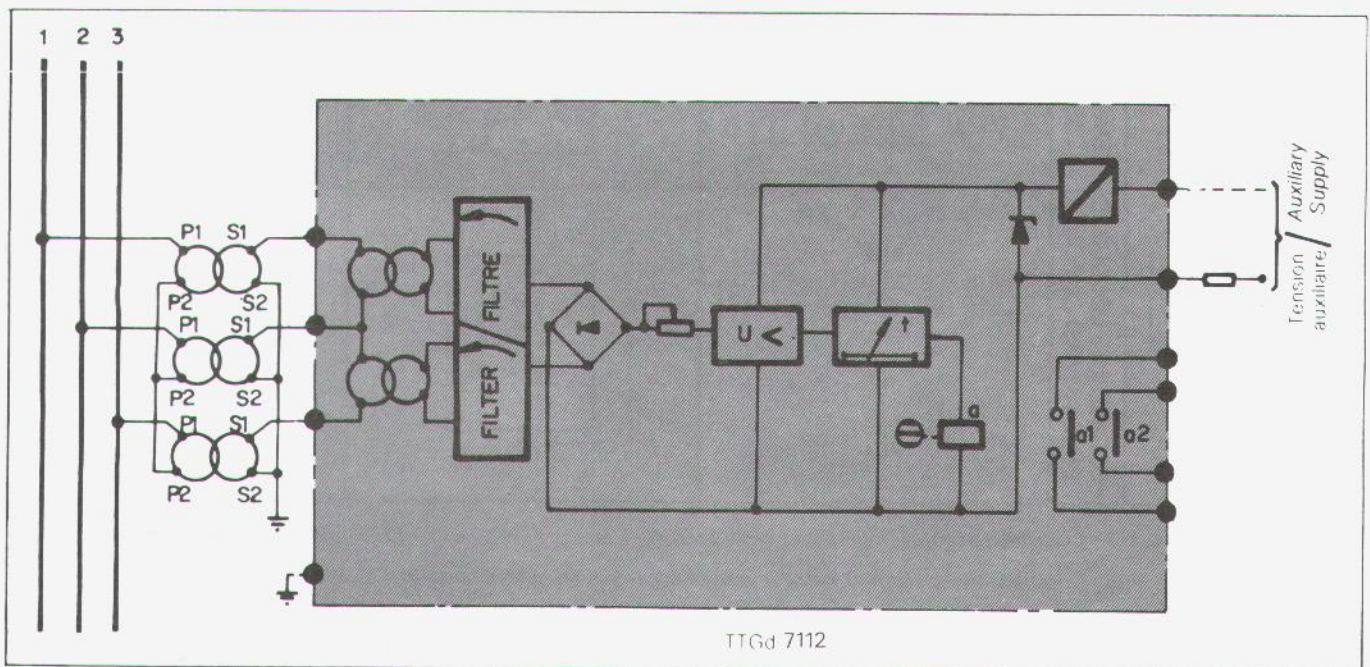 1 2 3
P1 S1
P2 S2
P1 S1
P2 S2
P1 S1
P2 S2
FILTER / FILTRE
U >
t
a
a1
a2
Tension auxiliaire / Auxiliary Supply
TTGd 7112